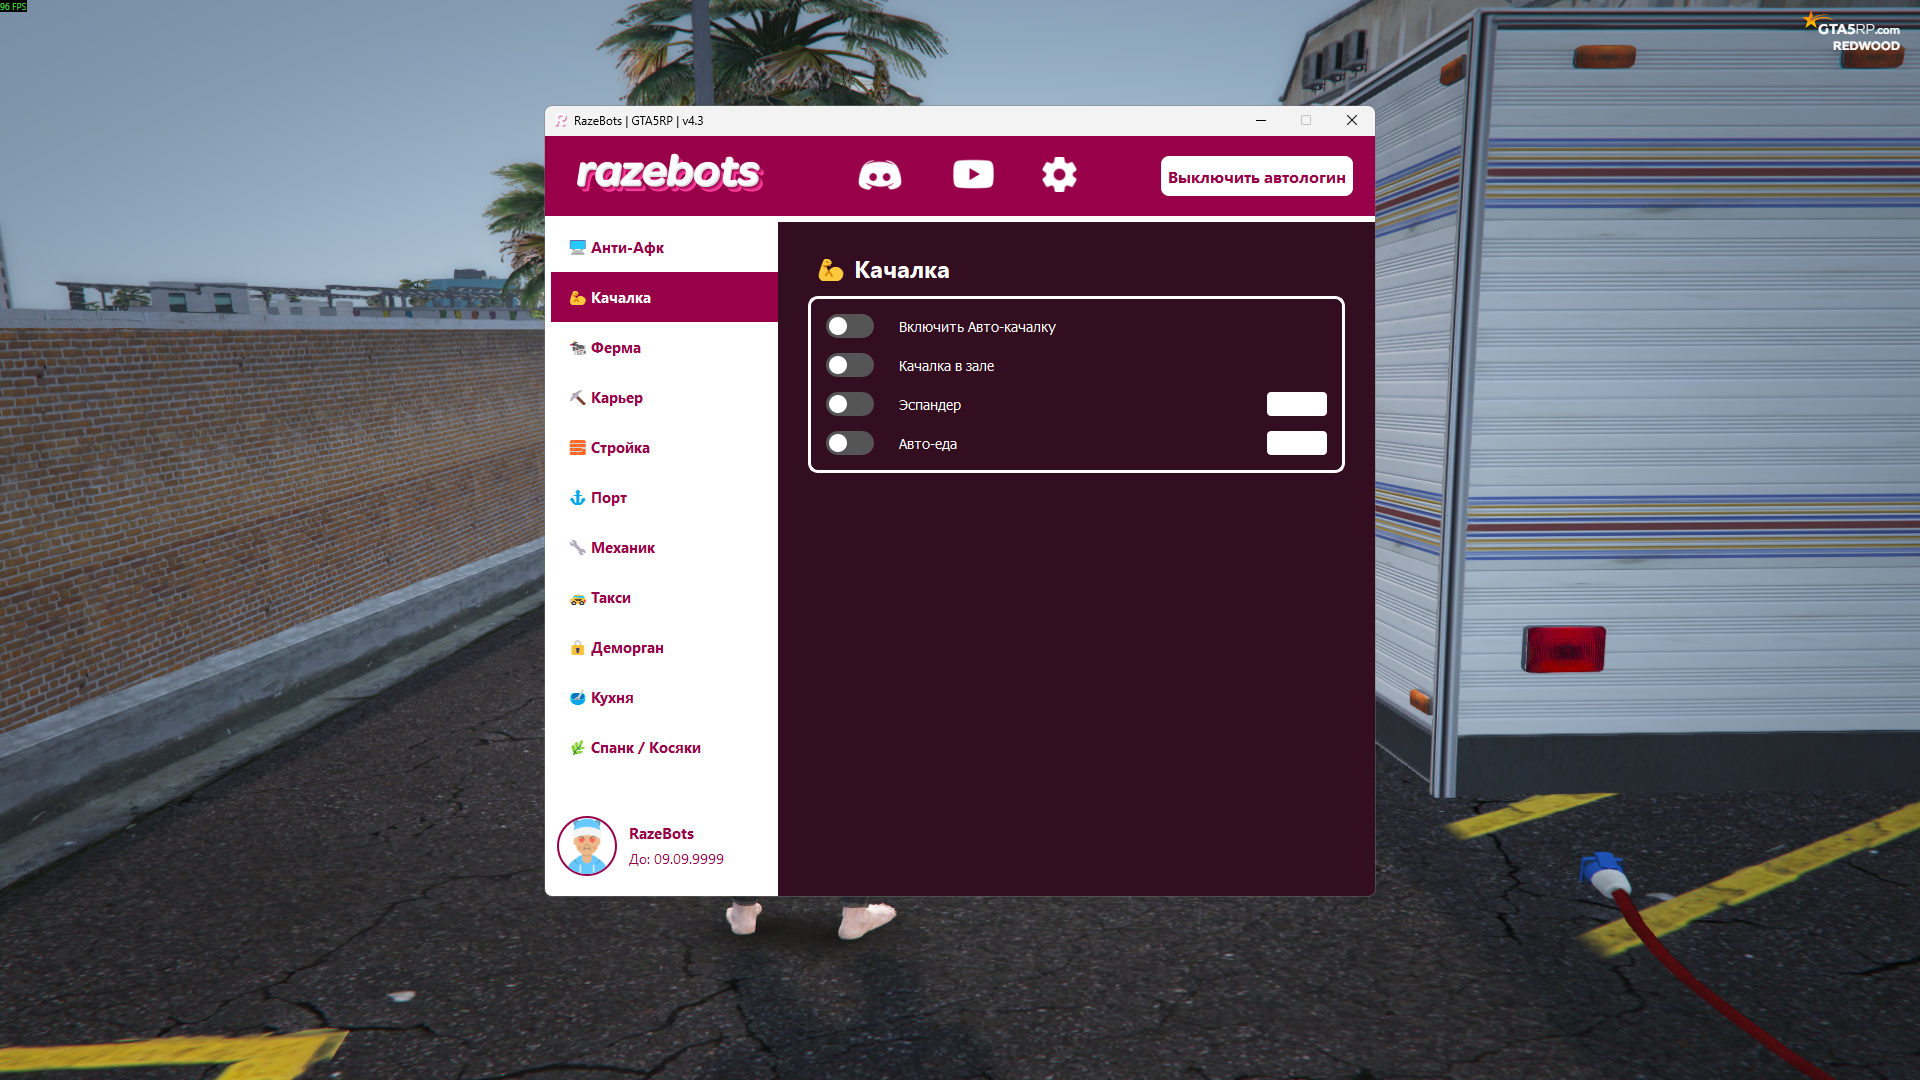 96 FPS
GTA5RP.com
REDWOOD
RazeBots | GTA5RP | v4.3
razebots
Выключить автологин
Анти-Афк
Качалка
Ферма
Карьер
Стройка
Порт
Механик
Такси
Деморган
Кухня
Спанк / Косяки
RazeBots
До: 09.09.9999
Качалка
Включить Авто-качалку
Качалка в зале
Эспандер
Авто-еда